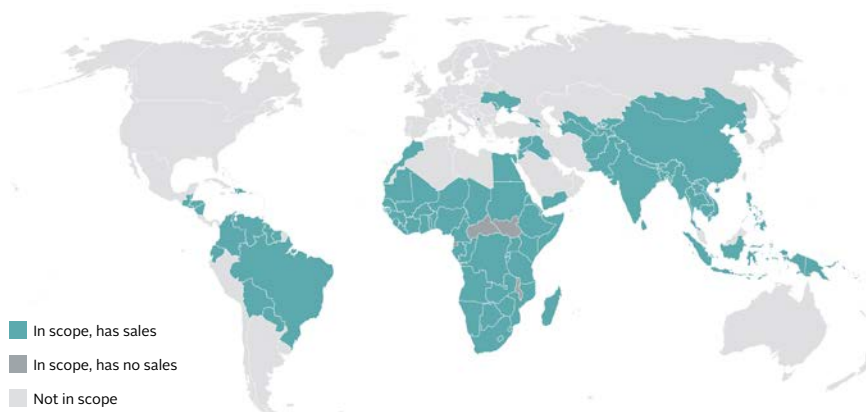 In scope, has sales
In scope, has no sales
Not in scope